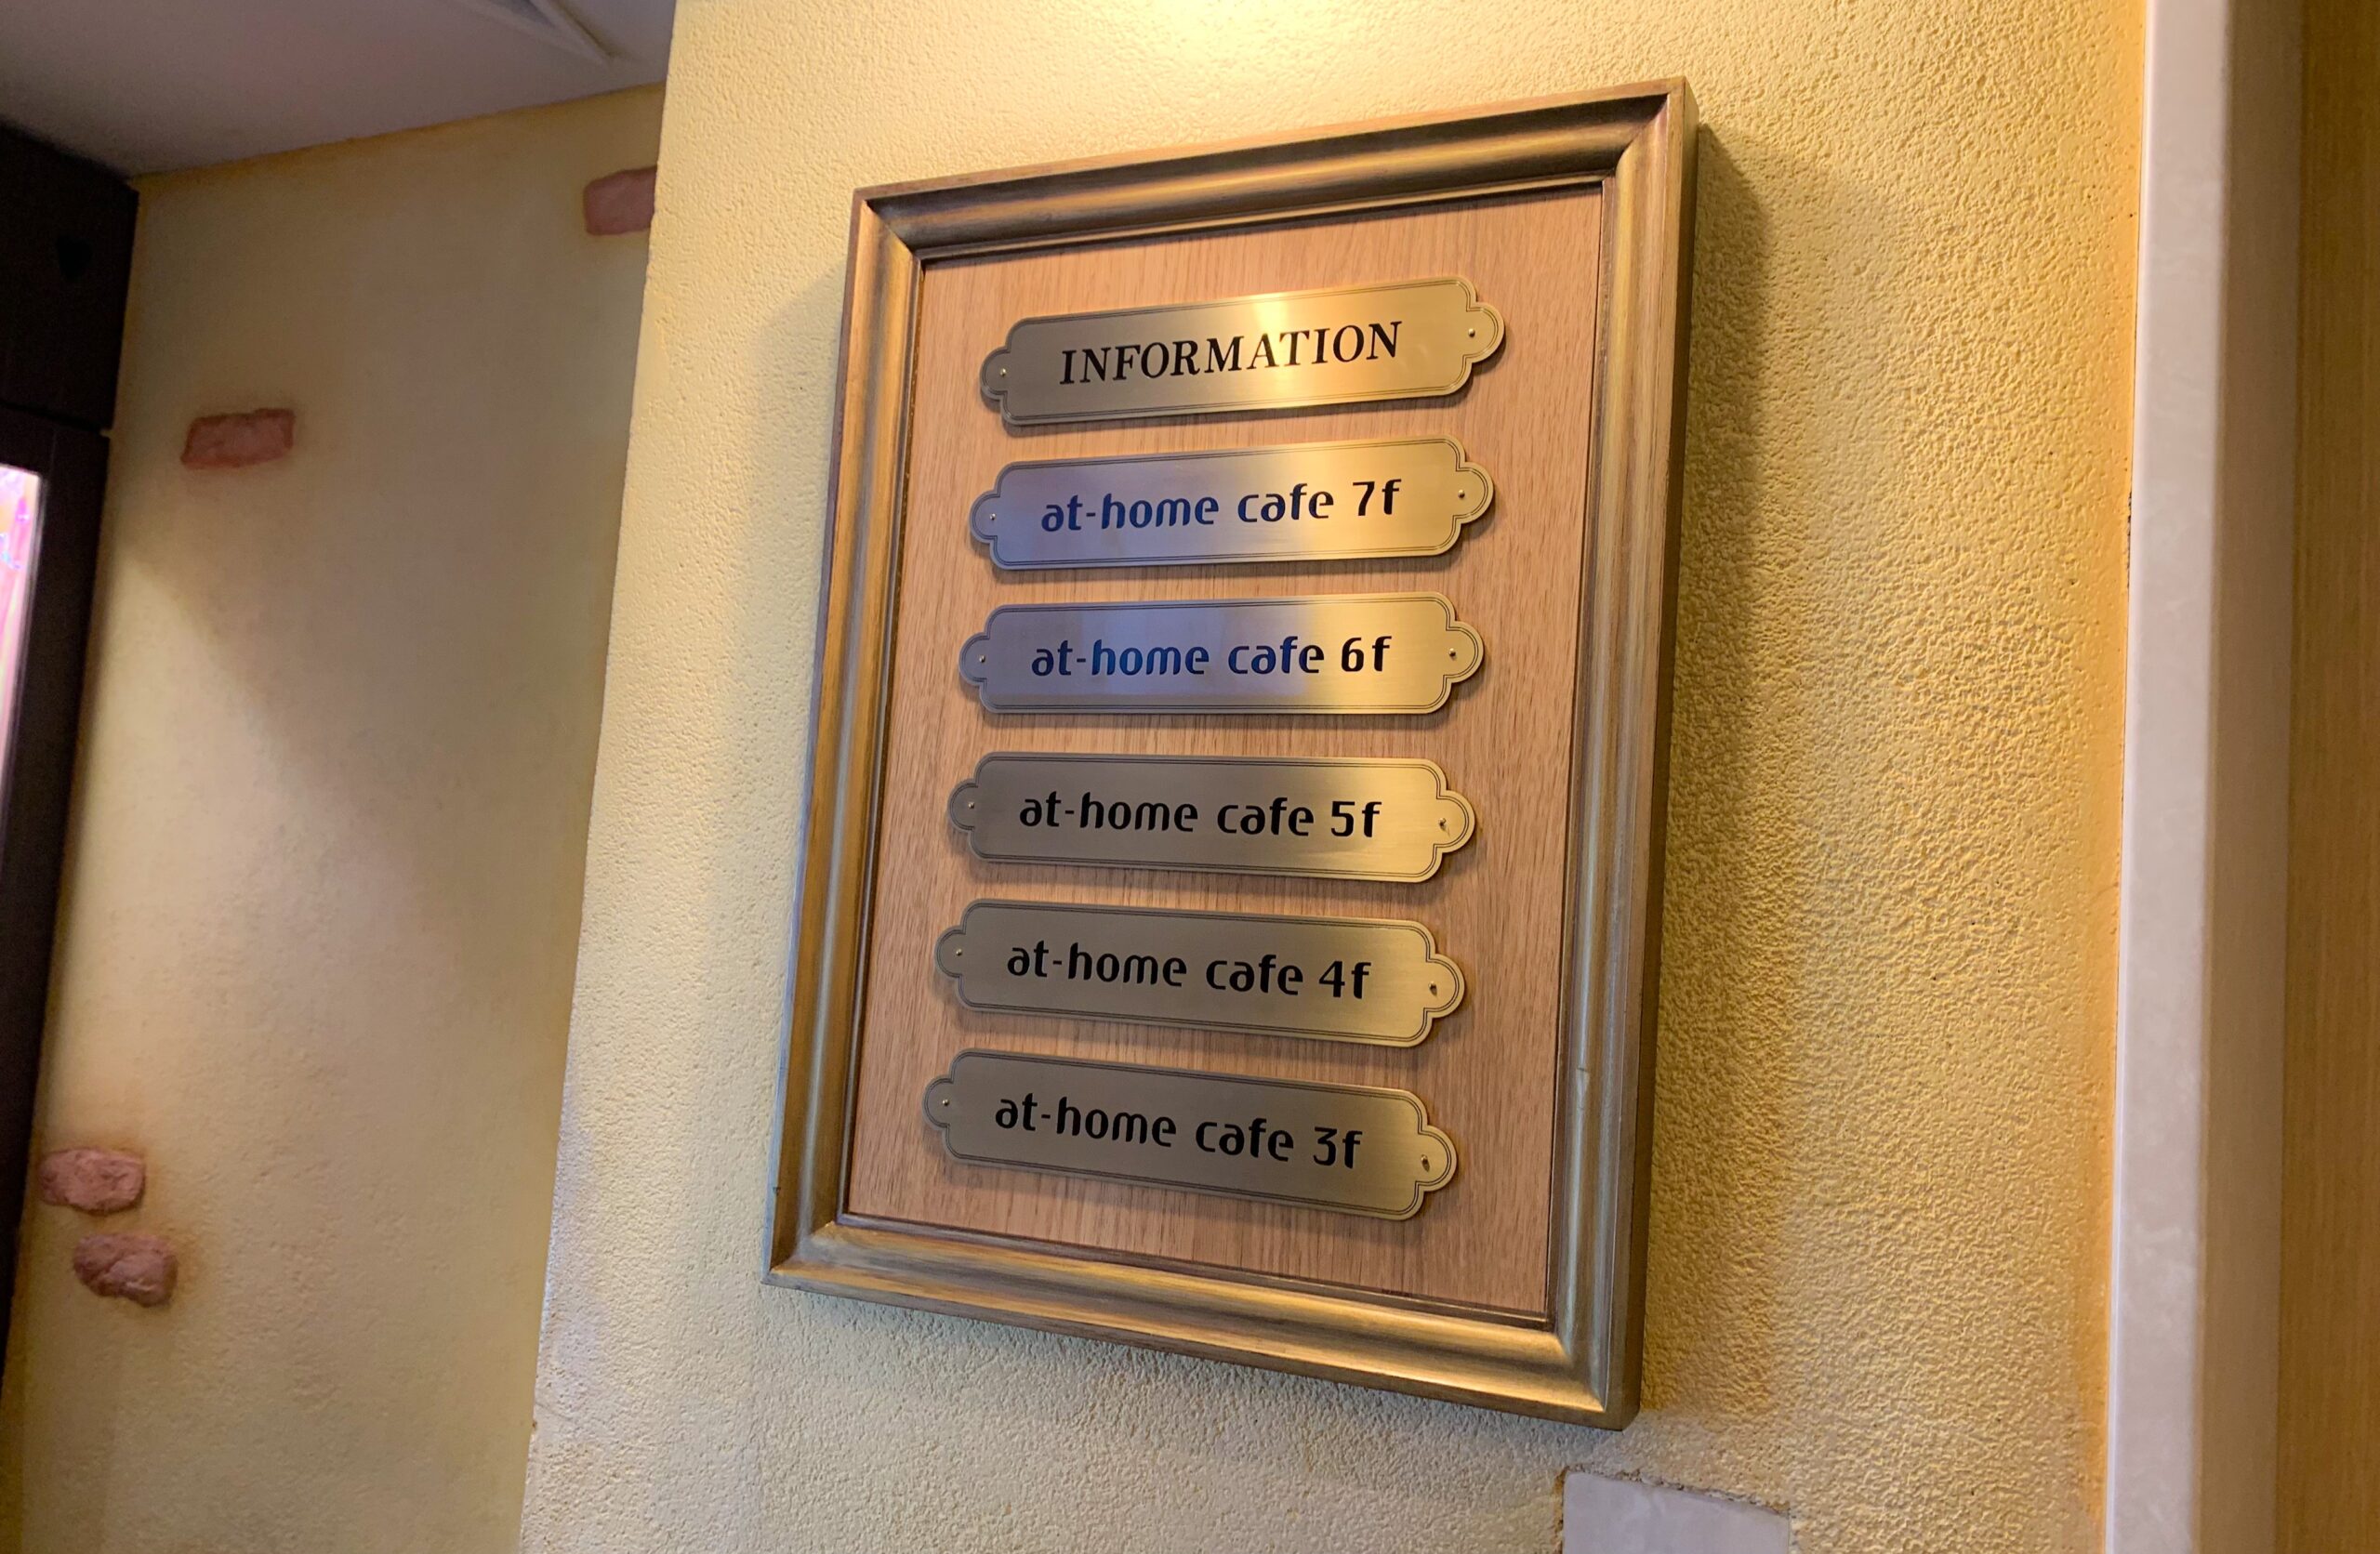 INFORMATION
at-home cafe 7f
at-home cafe 6f
at-home cafe 5f
at-home cafe 4f
at-home cafe 3f